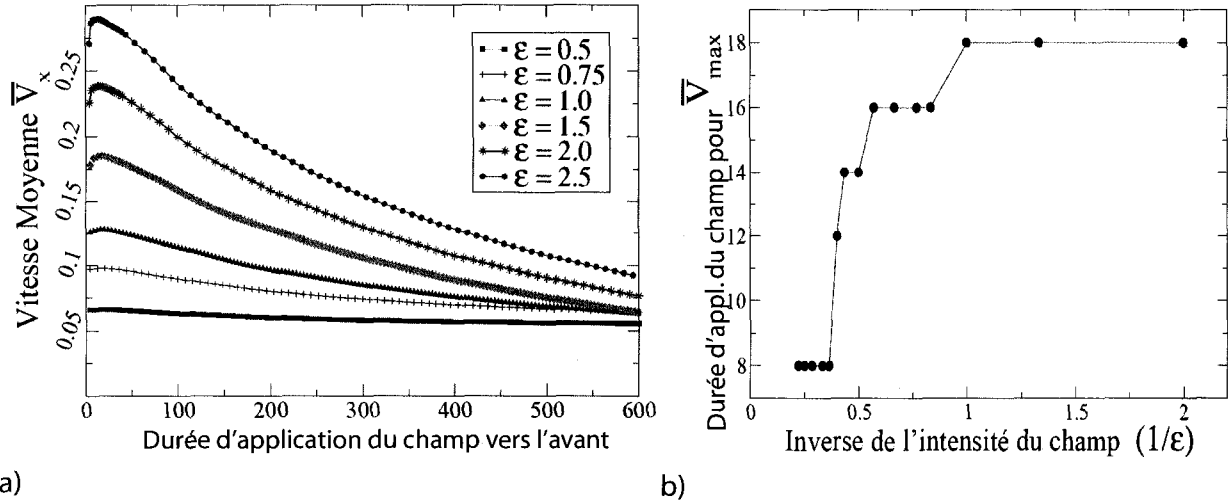 Vitesse Moyenne V̅x
0.25
0.2
0.15
0.1
0.05
ε = 0.5
ε = 0.75
ε = 1.0
ε = 1.5
ε = 2.0
ε = 2.5
0 100 200 300 400 500 600
Durée d'application du champ vers l'avant
a)
Durée d'appl. du champ pour V̅max
18
16
14
12
10
8
0 0.5 1 1.5 2
Inverse de l'intensité du champ (1/ε)
b)